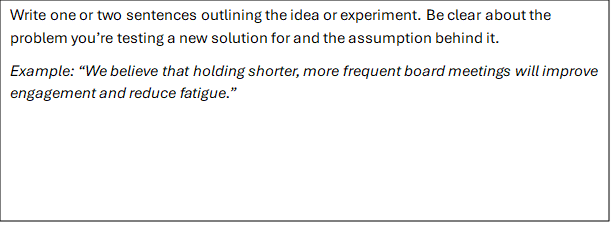 Write one or two sentences outlining the idea or experiment. Be clear about the
problem you’re testing a new solution for and the assumption behind it.
Example: “We believe that holding shorter, more frequent board meetings will improve
engagement and reduce fatigue.”